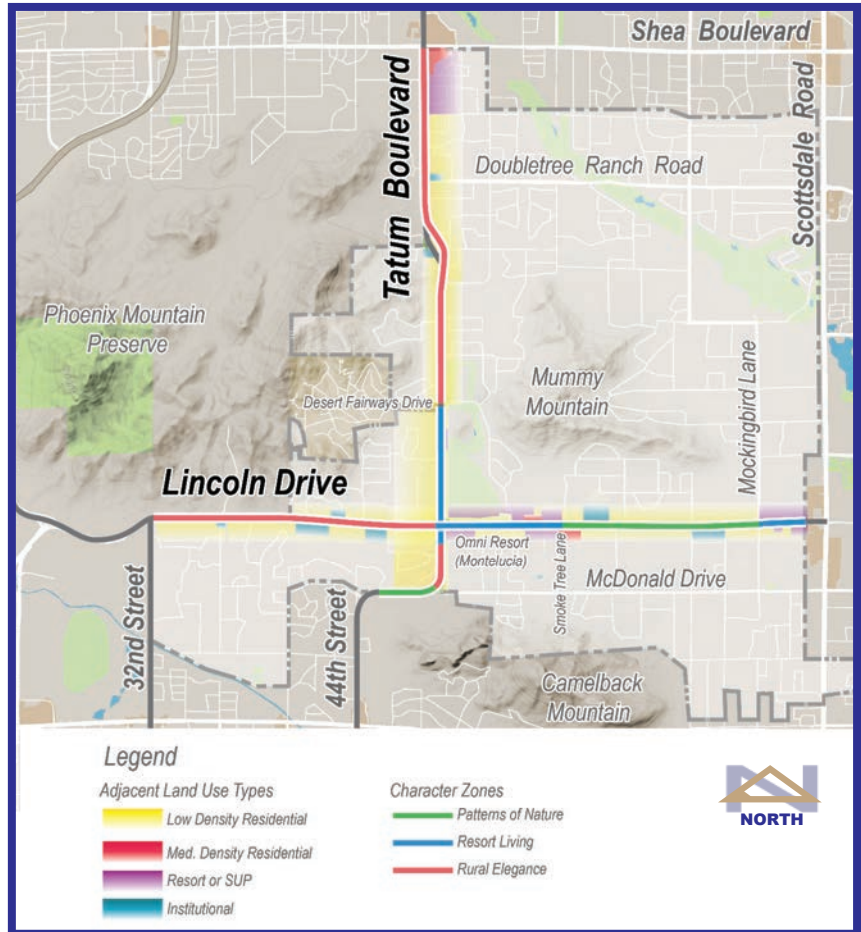 Shea Boulevard
Tatum Boulevard
Scottsdale Road
Doubletree Ranch Road
Phoenix Mountain
Preserve
Mummy
Mountain
Mockingbird Lane
Desert Fairways Drive
Lincoln Drive
Omni Resort
(Montelucia)
Smoke Tree Lane
McDonald Drive
32nd Street
44th Street
Camelback
Mountain
Legend
Adjacent Land Use Types
Low Density Residential
Med. Density Residential
Resort or SUP
Institutional
Character Zones
Patterns of Nature
Resort Living
Rural Elegance
N
NORTH